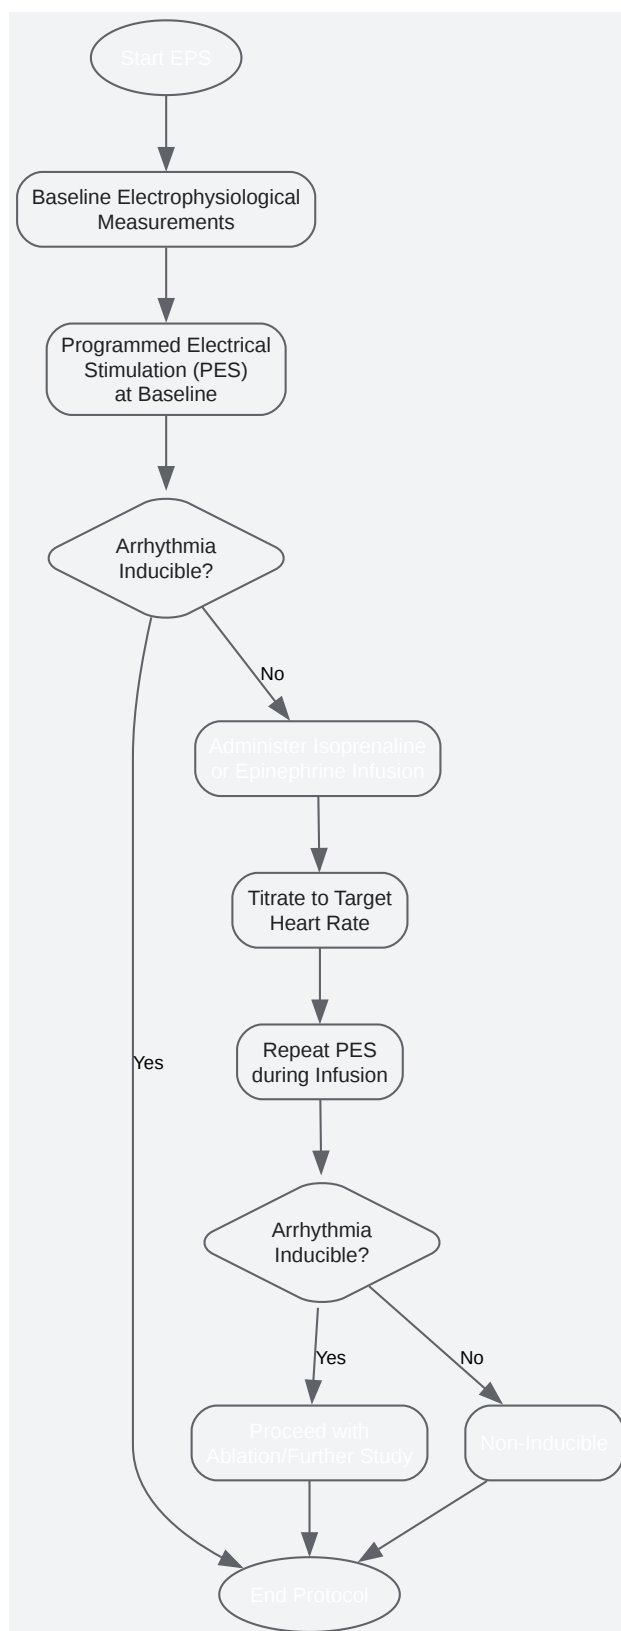 Start EPS
Baseline Electrophysiological
Measurements
Programmed Electrical
Stimulation (PES)
at Baseline
Arrhythmia
Inducible?
No
Administer Isoprenaline
or Epinephrine Infusion
Titrate to Target
Heart Rate
Repeat PES
during Infusion
Yes
Arrhythmia
Inducible?
Yes
No
Proceed with
Ablation/Further Study
Non-Inducible
End Protocol